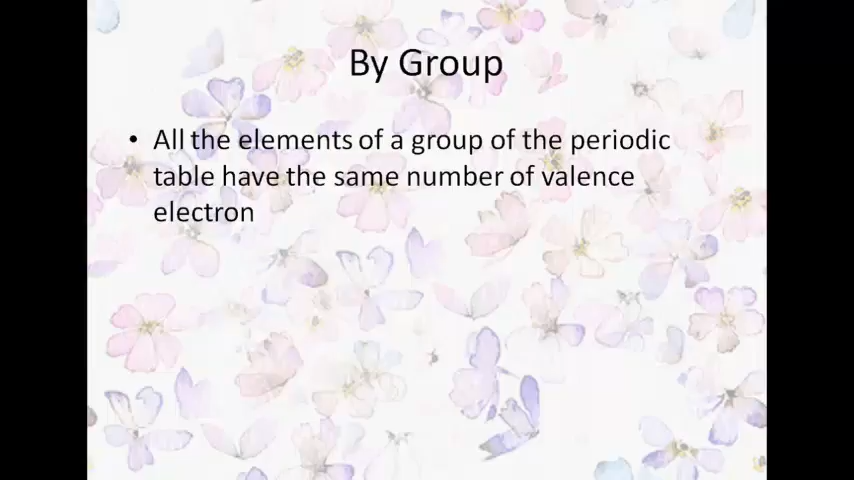 By Group
• All the elements of a group of the periodic
table have the same number of valence
electron